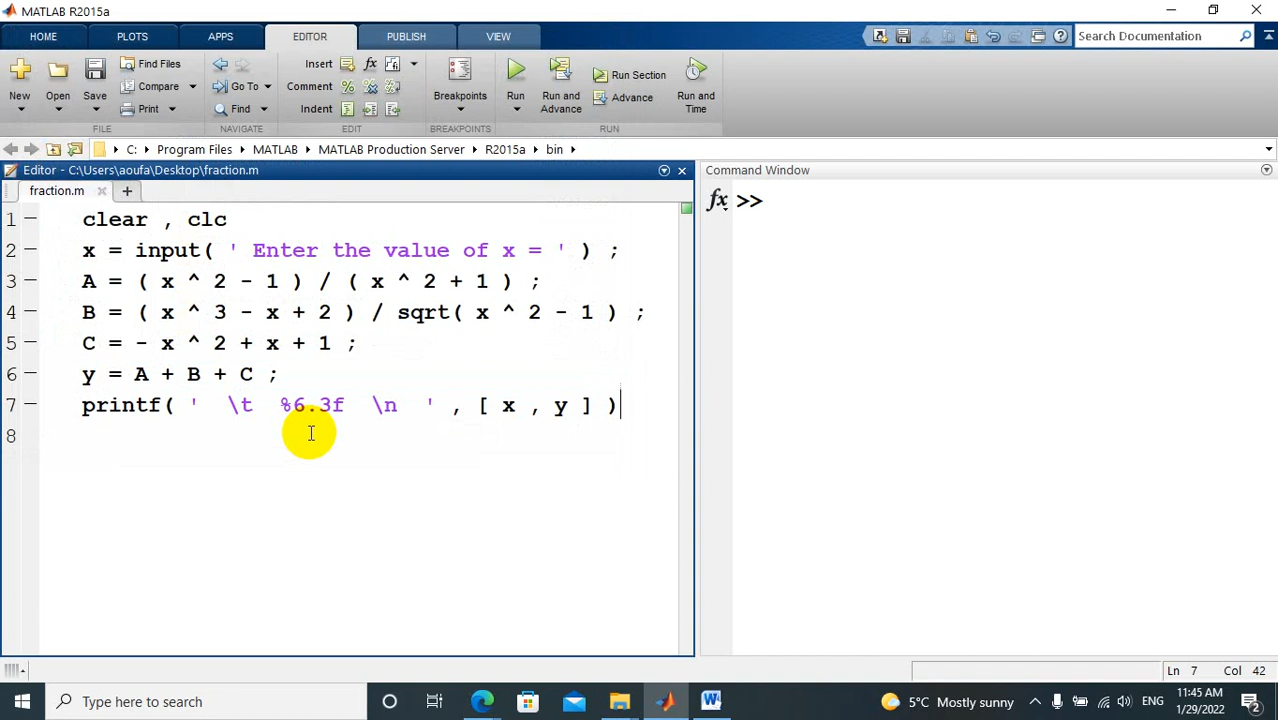 MATLAB R2015a
HOME PLOTS APPS EDITOR PUBLISH VIEW Search Documentation
New Open Save Find Files Compare Print Go To Find Insert fx Comment Indent Breakpoints Run Run and Advance Run Section Advance Run and Time
FILE NAVIGATE EDIT BREAKPOINTS RUN
C: Program Files MATLAB MATLAB Production Server R2015a bin
Editor - C:\Users\aoufa\Desktop\fraction.m
fraction.m
1 clear , clc
2 x = input( ' Enter the value of x = ' ) ;
3 A = ( x ^ 2 - 1 ) / ( x ^ 2 + 1 ) ;
4 B = ( x ^ 3 - x + 2 ) / sqrt( x ^ 2 - 1 ) ;
5 C = - x ^ 2 + x + 1 ;
6 y = A + B + C ;
7 printf( ' \t %6.3f \n ' , [ x , y ] )
8
Command Window
fx >>
Ln 7 Col 42
Type here to search
5°C Mostly sunny ENG 11:45 AM 1/29/2022 2